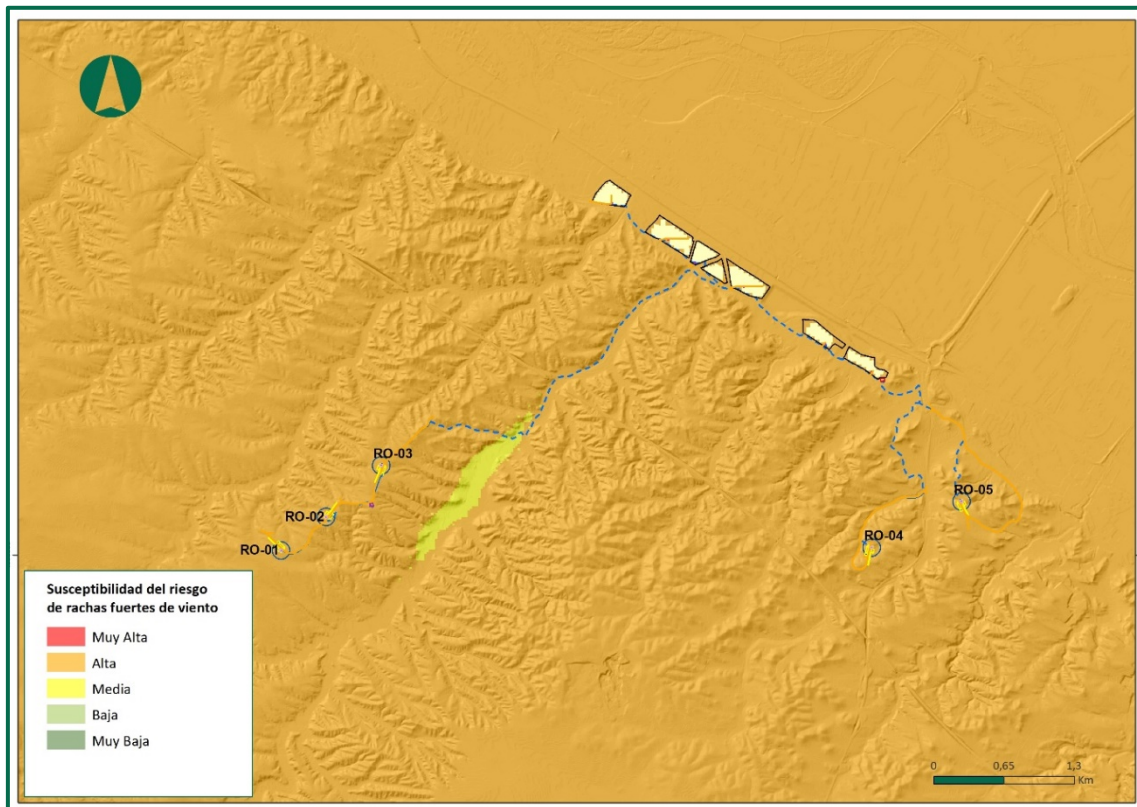 RO-03
RO-02
RO-01
RO-05
RO-04
Susceptibilidad del riesgo
de rachas fuertes de viento
Muy Alta
Alta
Media
Baja
Muy Baja
0 0,65 1,3
Km